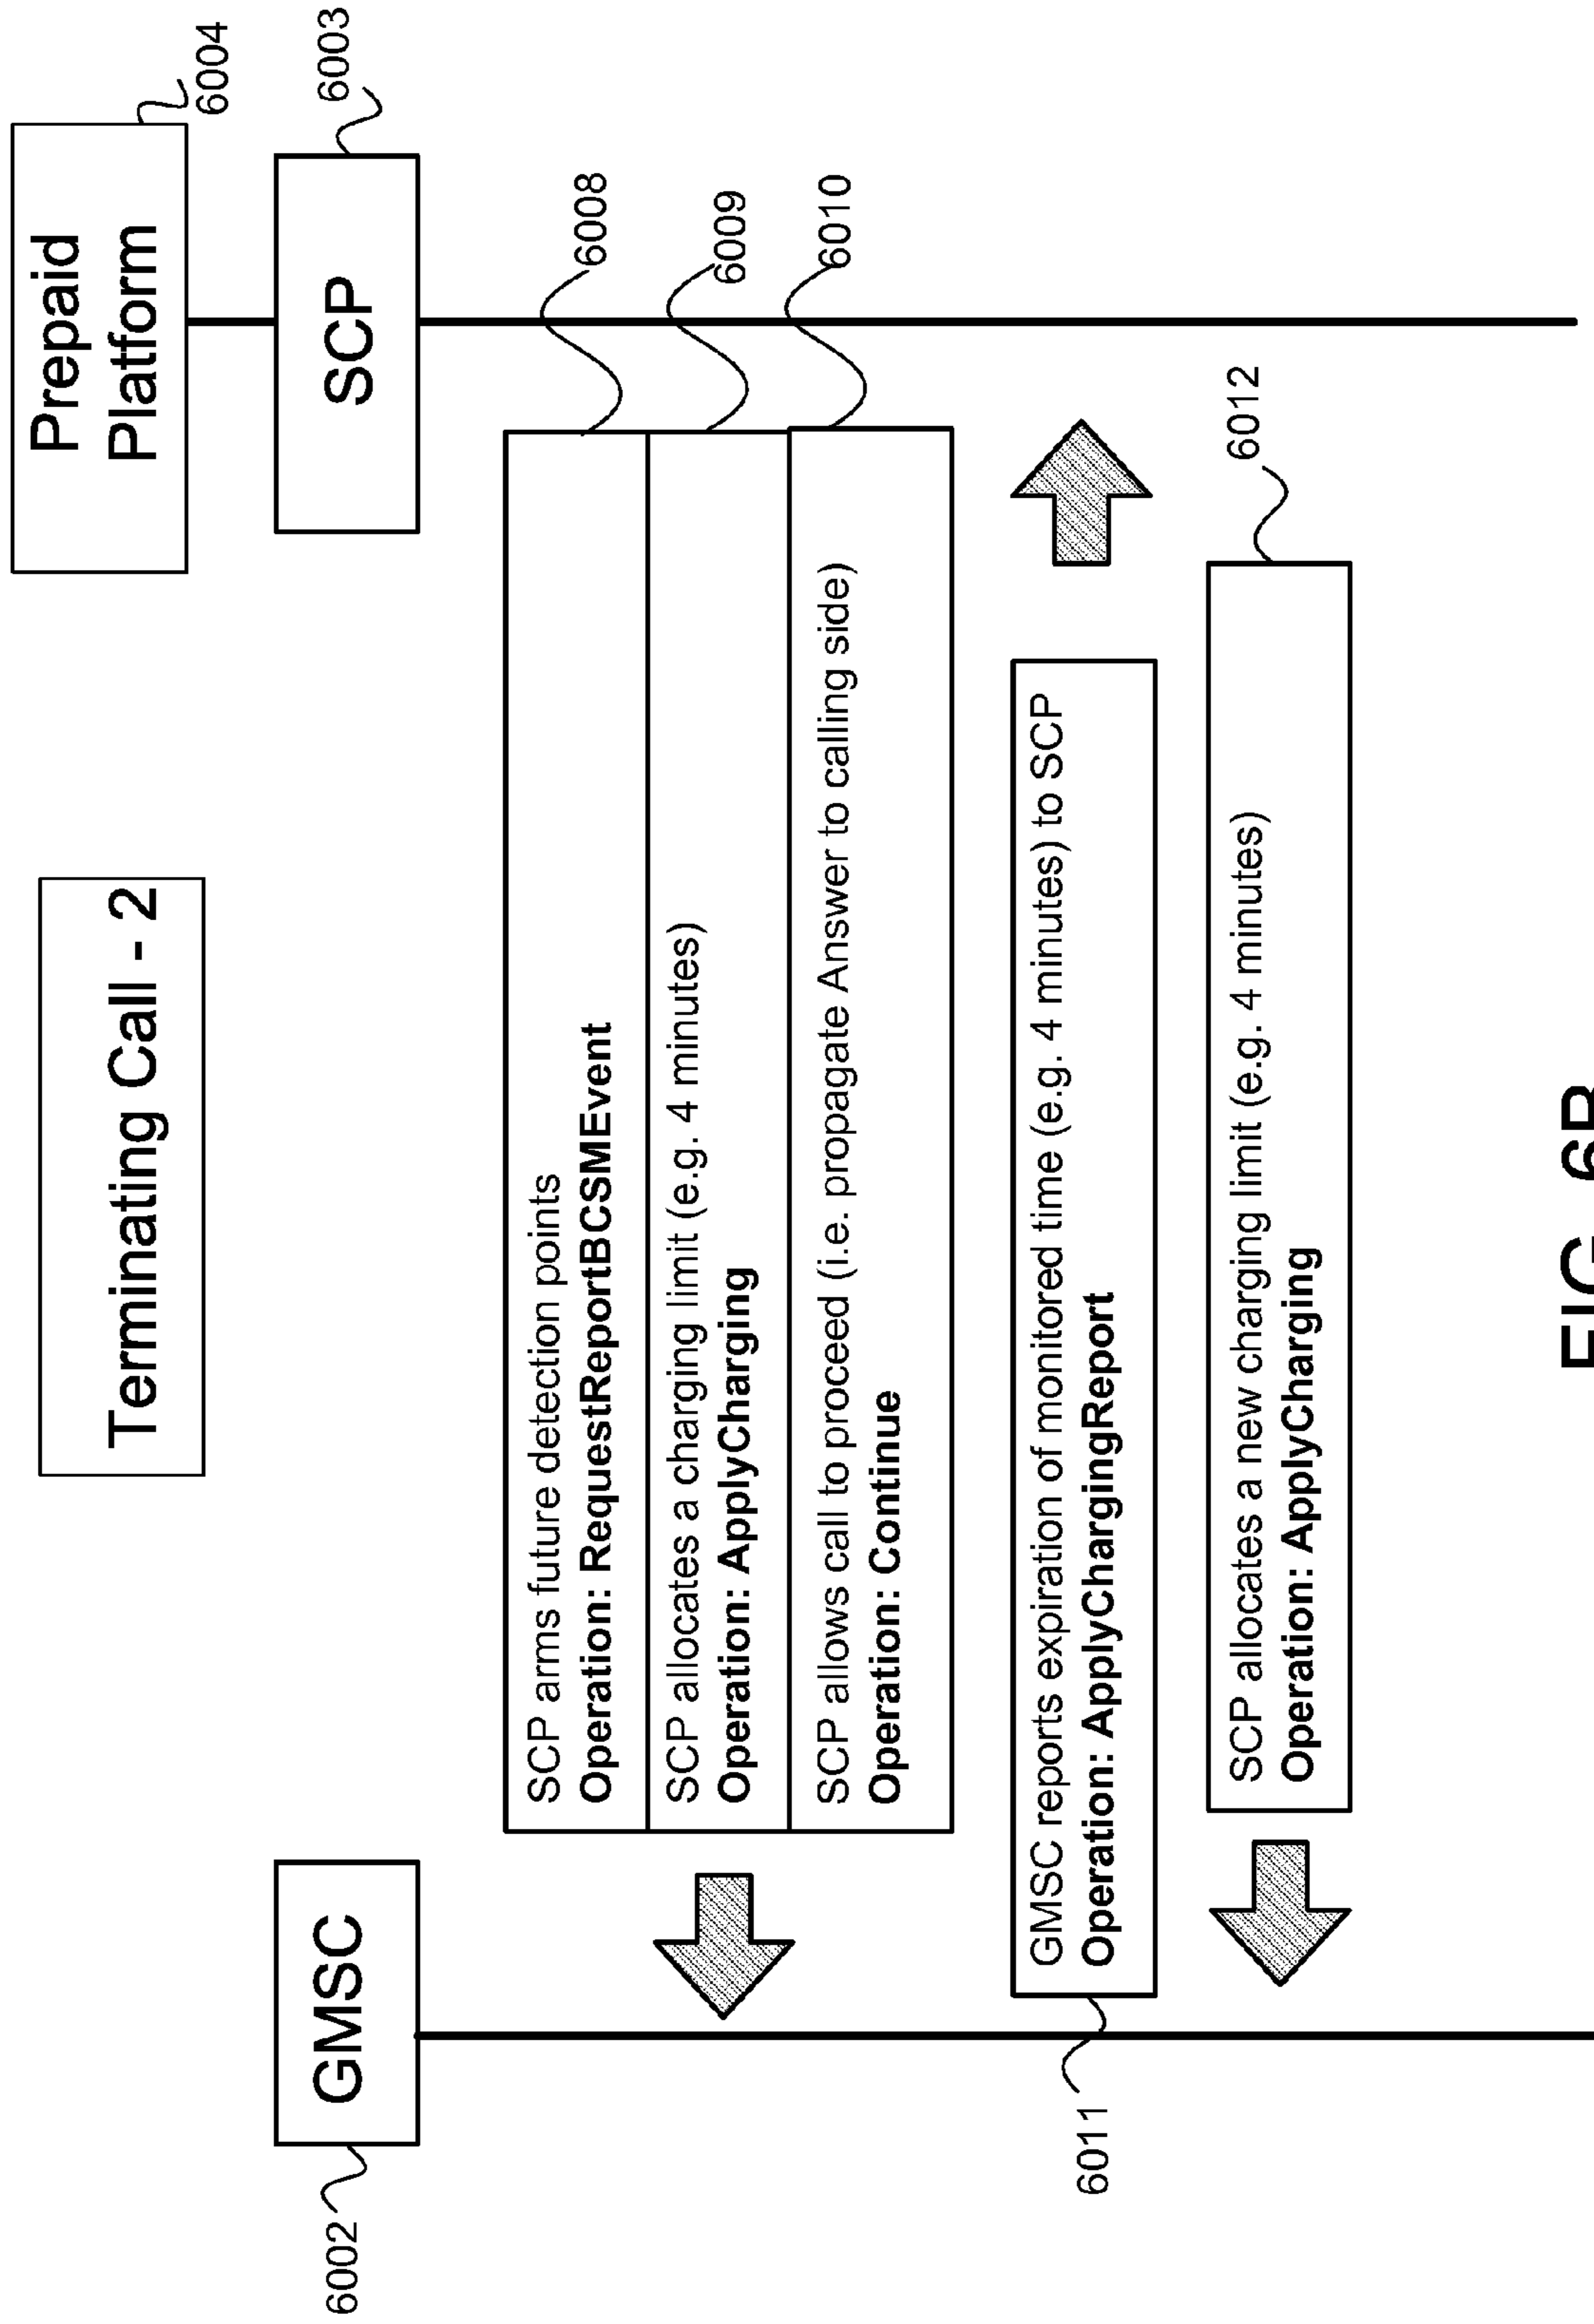 Terminating Call - 2
Prepaid
Platform
6004
6002
GMSC
SCP
6003
SCP arms future detection points
Operation: RequestReportBCSMEvent
6008
SCP allocates a charging limit (e.g. 4 minutes)
Operation: ApplyCharging
6009
SCP allows call to proceed (i.e. propagate Answer to calling side)
Operation: Continue
6010
6011
GMSC reports expiration of monitored time (e.g. 4 minutes) to SCP
Operation: ApplyChargingReport
SCP allocates a new charging limit (e.g. 4 minutes)
Operation: ApplyCharging
6012
FIG. 6B